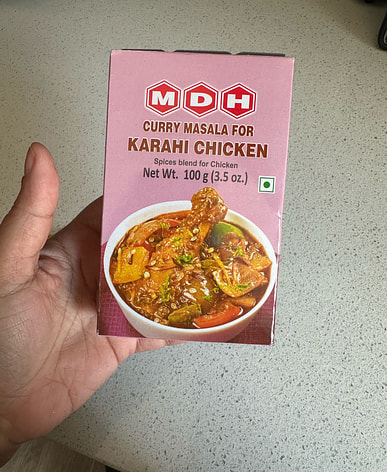 MDH
CURRY MASALA FOR
KARAHI CHICKEN
Spices blend for Chicken
Net Wt. 100 g (3.5 oz.)